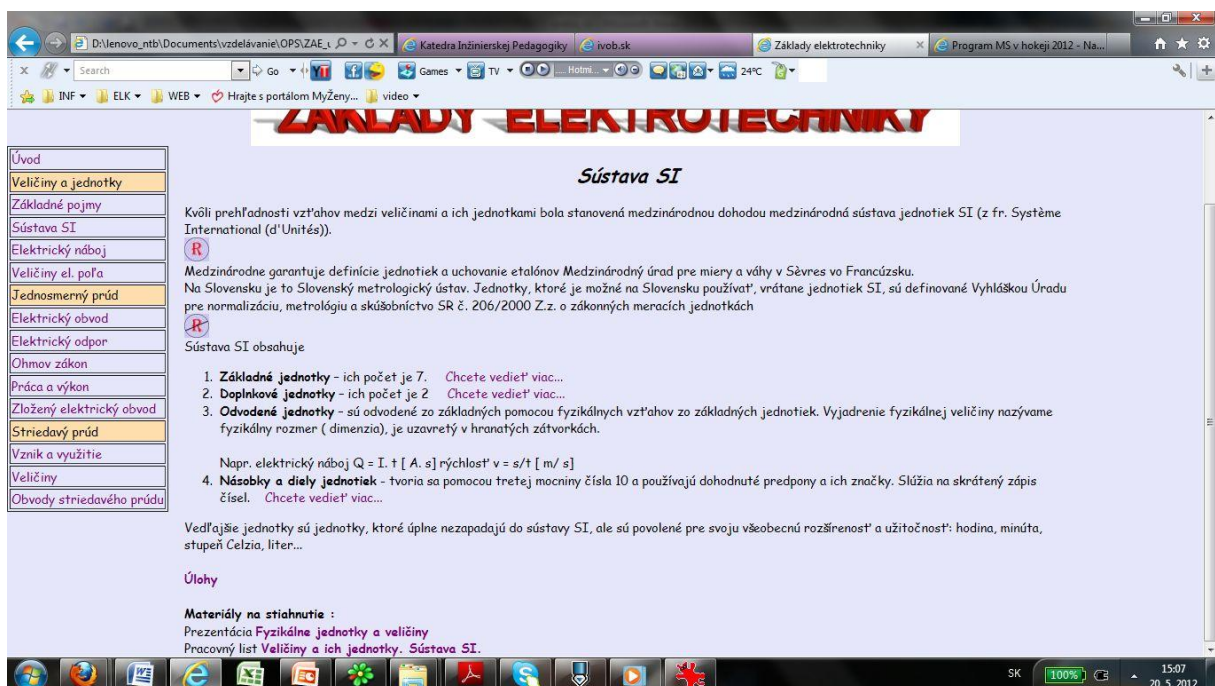 D:\lenovo_ntb\Documents\vzdelávanie\OPS\ZAE_
Katedra Inžinierskej Pedagogiky
ivob.sk
Základy elektrotechniky
Program MS v hokeji 2012 - Na...
Search
Go
Games
TV
Hotmi...
24°C
INF
ELK
WEB
Hrajte s portálom MyŽeny...
video
ZÁKLADY ELEKTROTECHNIKY
Úvod
Veličiny a jednotky
Základné pojmy
Sústava SI
Elektrický náboj
Veličiny el. poľa
Jednosmerný prúd
Elektrický obvod
Elektrický odpor
Ohmov zákon
Práca a výkon
Zložený elektrický obvod
Striedavý prúd
Vznik a využitie
Veličiny
Obvody striedavého prúdu
Sústava SI
Kvôli prehľadnosti vzťahov medzi veličinami a ich jednotkami bola stanovená medzinárodnou dohodou medzinárodná sústava jednotiek SI (z fr. Système
International (d'Unités)).
R
Medzinárodne garantuje definície jednotiek a uchovanie etalónov Medzinárodný úrad pre miery a váhy v Sèvres vo Francúzsku.
Na Slovensku je to Slovenský metrologický ústav. Jednotky, ktoré je možné na Slovensku používať, vrátane jednotiek SI, sú definované Vyhláškou Úradu
pre normalizáciu, metrológiu a skúšobníctvo SR č. 206/2000 Z.z. o zákonných meracích jednotkách
R
Sústava SI obsahuje
1. Základné jednotky - ich počet je 7. Chcete vedieť viac...
2. Doplnkové jednotky - ich počet je 2 Chcete vedieť viac...
3. Odvodené jednotky - sú odvodené zo základných pomocou fyzikálnych vzťahov zo základných jednotiek. Vyjadrenie fyzikálnej veličiny nazývame
fyzikálny rozmer ( dimenzia), je uzavretý v hranatých zátvorkách.
Napr. elektrický náboj Q = I. t [ A. s] rýchlosť v = s/t [ m/ s]
4. Násobky a diely jednotiek - tvoria sa pomocou tretej mocniny čísla 10 a používajú dohodnuté predpony a ich značky. Slúžia na skrátený zápis
čísel. Chcete vedieť viac...
Vedľajšie jednotky sú jednotky, ktoré úplne nezapadajú do sústavy SI, ale sú povolené pre svoju všeobecnú rozšírenosť a užitočnosť: hodina, minúta,
stupeň Celzia, liter...
Úlohy
Materiály na stiahnutie :
Prezentácia Fyzikálne jednotky a veličiny
Pracovný list Veličiny a ich jednotky. Sústava SI.
SK
100%
15:07
20. 5. 2012